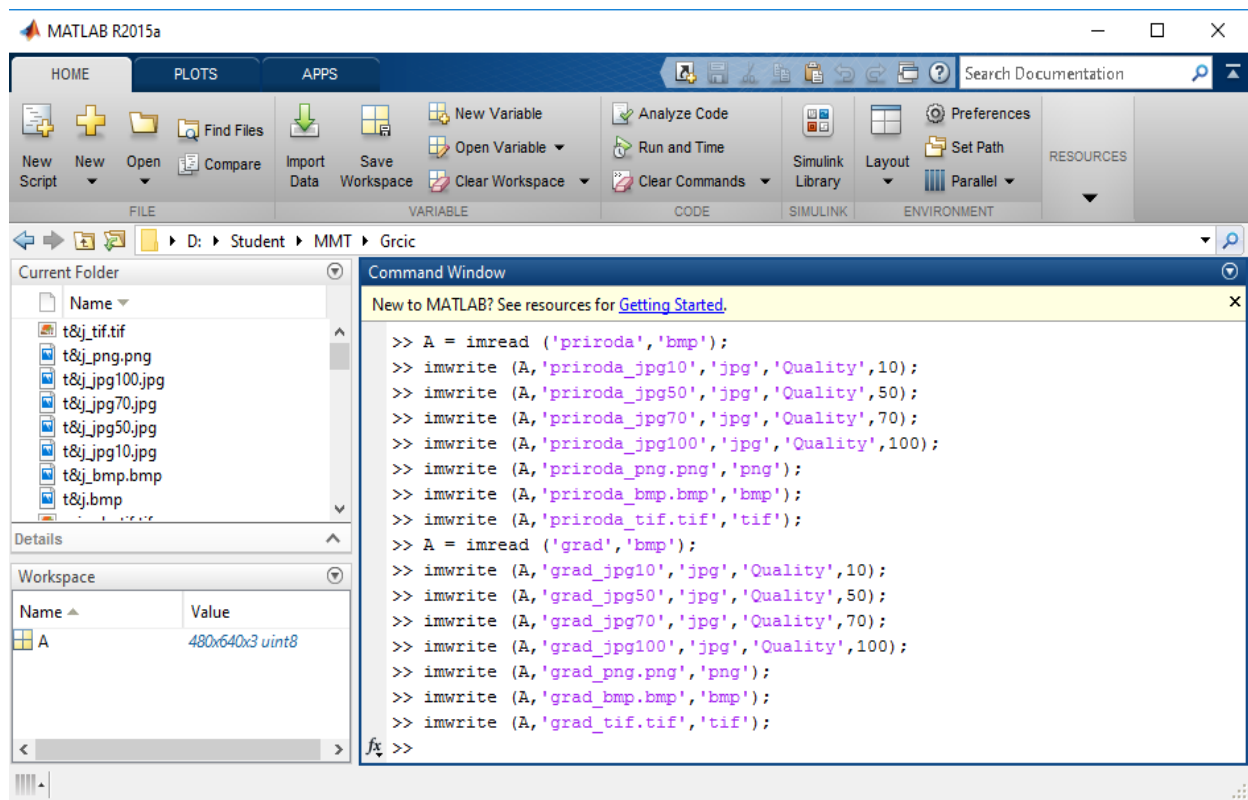 MATLAB R2015a
HOME PLOTS APPS Search Documentation
New Script
New
Open
Find Files
Compare
Import Data
Save Workspace
New Variable
Open Variable
Clear Workspace
Analyze Code
Run and Time
Clear Commands
Simulink Library
Layout
Preferences
Set Path
Parallel
RESOURCES
FILE VARIABLE CODE SIMULINK ENVIRONMENT
D: Student MMT Grcic
Current Folder
Name
t&j_tif.tif
t&j_png.png
t&j_jpg100.jpg
t&j_jpg70.jpg
t&j_jpg50.jpg
t&j_jpg10.jpg
t&j_bmp.bmp
t&j.bmp
Details
Workspace
Name Value
A 480x640x3 uint8
Command Window
New to MATLAB? See resources for Getting Started.
>> A = imread ('priroda','bmp');
>> imwrite (A,'priroda_jpg10','jpg','Quality',10);
>> imwrite (A,'priroda_jpg50','jpg','Quality',50);
>> imwrite (A,'priroda_jpg70','jpg','Quality',70);
>> imwrite (A,'priroda_jpg100','jpg','Quality',100);
>> imwrite (A,'priroda_png.png','png');
>> imwrite (A,'priroda_bmp.bmp','bmp');
>> imwrite (A,'priroda_tif.tif','tif');
>> A = imread ('grad','bmp');
>> imwrite (A,'grad_jpg10','jpg','Quality',10);
>> imwrite (A,'grad_jpg50','jpg','Quality',50);
>> imwrite (A,'grad_jpg70','jpg','Quality',70);
>> imwrite (A,'grad_jpg100','jpg','Quality',100);
>> imwrite (A,'grad_png.png','png');
>> imwrite (A,'grad_bmp.bmp','bmp');
>> imwrite (A,'grad_tif.tif','tif');
fx >>